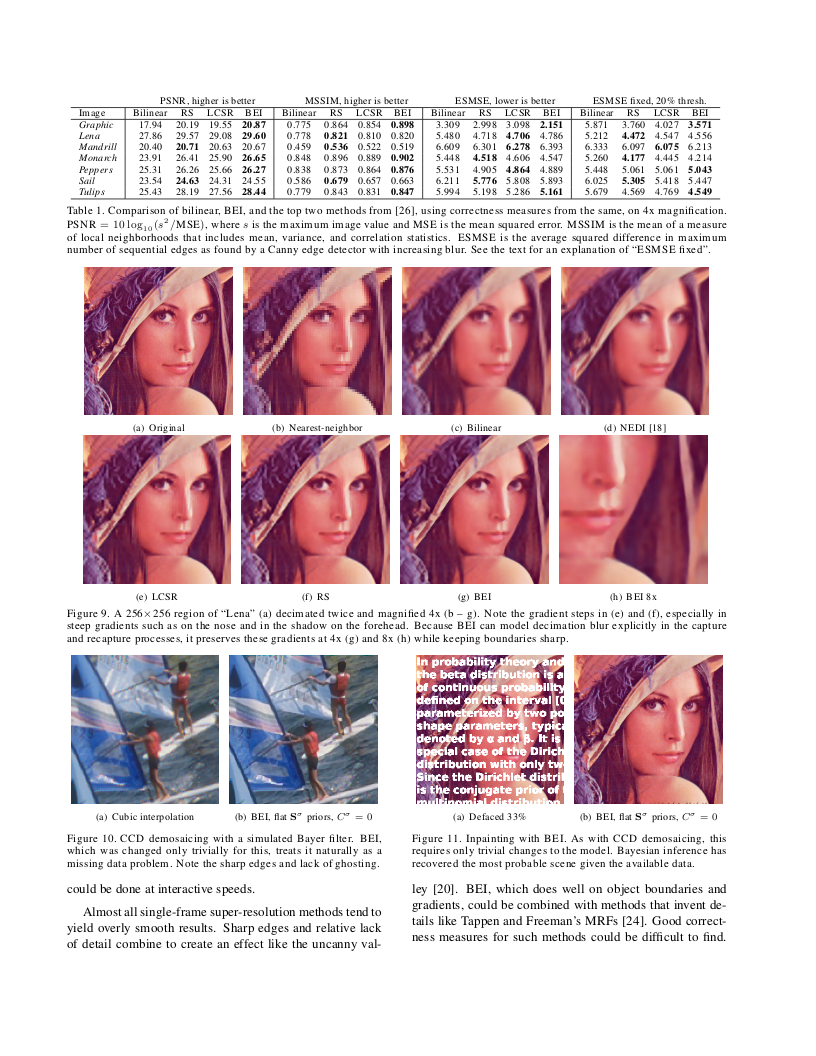 PSNR, higher is better MSSIM, higher is better ESMSE, lower is better ESMSE fixed, 20% thresh.
Image Bilinear RS LCSR BEI Bilinear RS LCSR BEI Bilinear RS LCSR BEI Bilinear RS LCSR BEI
Graphic 17.94 20.19 19.55 20.87 0.775 0.864 0.854 0.898 3.309 2.998 3.098 2.151 5.871 3.760 4.027 3.571
Lena 27.86 29.57 29.08 29.60 0.778 0.821 0.810 0.820 5.480 4.718 4.706 4.786 5.212 4.472 4.547 4.556
Mandrill 20.40 20.71 20.63 20.67 0.459 0.536 0.522 0.519 6.609 6.301 6.278 6.393 6.333 6.097 6.075 6.213
Monarch 23.91 26.41 25.90 26.65 0.848 0.896 0.889 0.902 5.448 4.518 4.606 4.547 5.260 4.177 4.445 4.214
Peppers 25.31 26.26 25.66 26.27 0.838 0.873 0.864 0.876 5.531 4.905 4.864 4.889 5.448 5.061 5.061 5.043
Sail 23.54 24.63 24.31 24.55 0.586 0.679 0.657 0.663 6.211 5.776 5.808 5.893 6.025 5.305 5.418 5.447
Tulips 25.43 28.19 27.56 28.44 0.779 0.843 0.831 0.847 5.994 5.198 5.286 5.161 5.679 4.569 4.769 4.549
Table 1. Comparison of bilinear, BEI, and the top two methods from [26], using correctness measures from the same, on 4x magnification.
PSNR = 10 log₁₀(s²/MSE), where s is the maximum image value and MSE is the mean squared error. MSSIM is the mean of a measure
of local neighborhoods that includes mean, variance, and correlation statistics. ESMSE is the average squared difference in maximum
number of sequential edges as found by a Canny edge detector with increasing blur. See the text for an explanation of “ESMSE fixed”.
(a) Original (b) Nearest-neighbor (c) Bilinear (d) NEDI [18]
(e) LCSR (f) RS (g) BEI (h) BEI 8x
Figure 9. A 256×256 region of “Lena” (a) decimated twice and magnified 4x (b – g). Note the gradient steps in (e) and (f), especially in
steep gradients such as on the nose and in the shadow on the forehead. Because BEI can model decimation blur explicitly in the capture
and recapture processes, it preserves these gradients at 4x (g) and 8x (h) while keeping boundaries sharp.
(a) Cubic interpolation (b) BEI, flat Sᵟ priors, Cᵟ = 0
Figure 10. CCD demosaicing with a simulated Bayer filter. BEI,
which was changed only trivially for this, treats it naturally as a
missing data problem. Note the sharp edges and lack of ghosting.
could be done at interactive speeds.
Almost all single-frame super-resolution methods tend to
yield overly smooth results. Sharp edges and relative lack
of detail combine to create an effect like the uncanny val-
In probability theory and
the beta distribution is a
of continuous probability
defined on the interval [0
parameterized by two po
shape parameters, typica
denoted by α and β. It is
special case of the Dirich
distribution with only tw
Since the Dirichlet distril
is the conjugate prior of
multinomial distribution
(a) Defaced 33% (b) BEI, flat Sᵟ priors, Cᵟ = 0
Figure 11. Inpainting with BEI. As with CCD demosaicing, this
requires only trivial changes to the model. Bayesian inference has
recovered the most probable scene given the available data.
ley [20]. BEI, which does well on object boundaries and
gradients, could be combined with methods that invent de-
tails like Tappen and Freeman’s MRFs [24]. Good correct-
ness measures for such methods could be difficult to find.